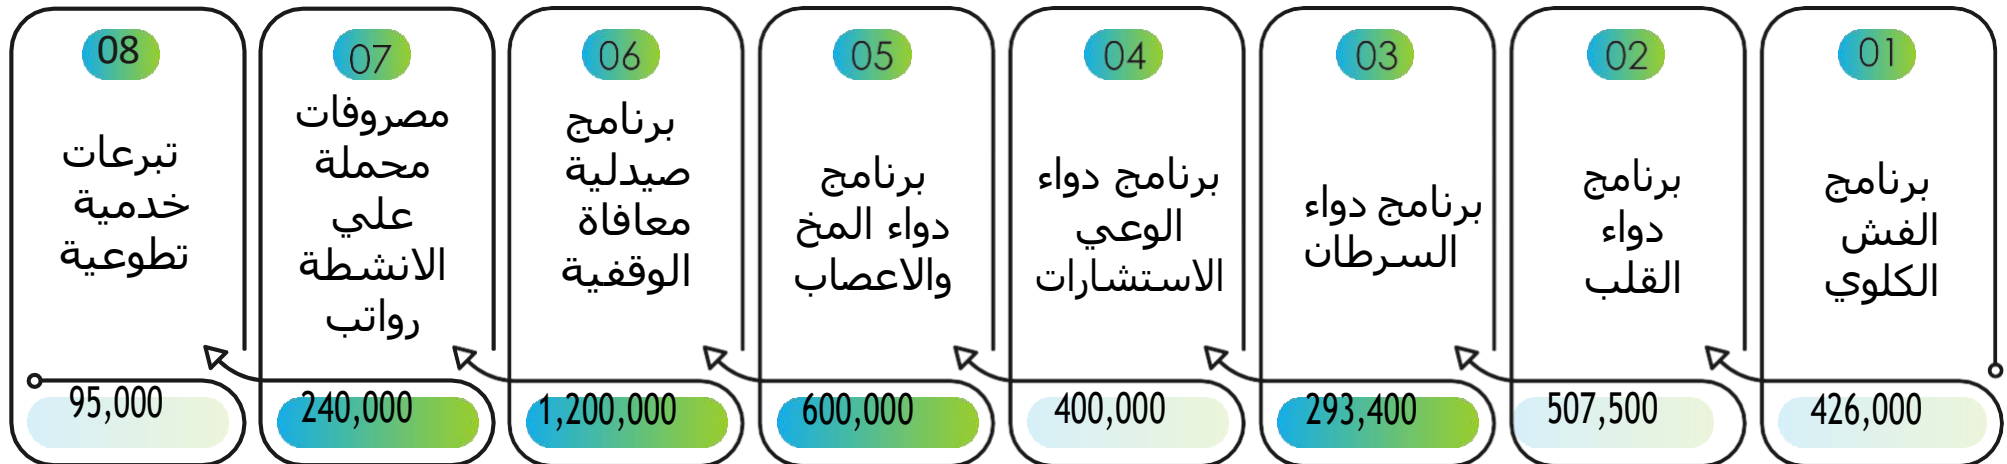 01
برنامج
الفش
الكلوي
426,000
02
برنامج
دواء
القلب
507,500
03
برنامج دواء
السرطان
293,400
04
برنامج دواء
الوعي
الاستشارات
400,000
05
برنامج
دواء المخ
والاعصاب
600,000
06
برنامج
صيدلية
معافاة
الوقفية
1,200,000
07
مصروفات
محملة
علي
الانشطة
رواتب
240,000
08
تبرعات
خدمية
تطوعية
95,000